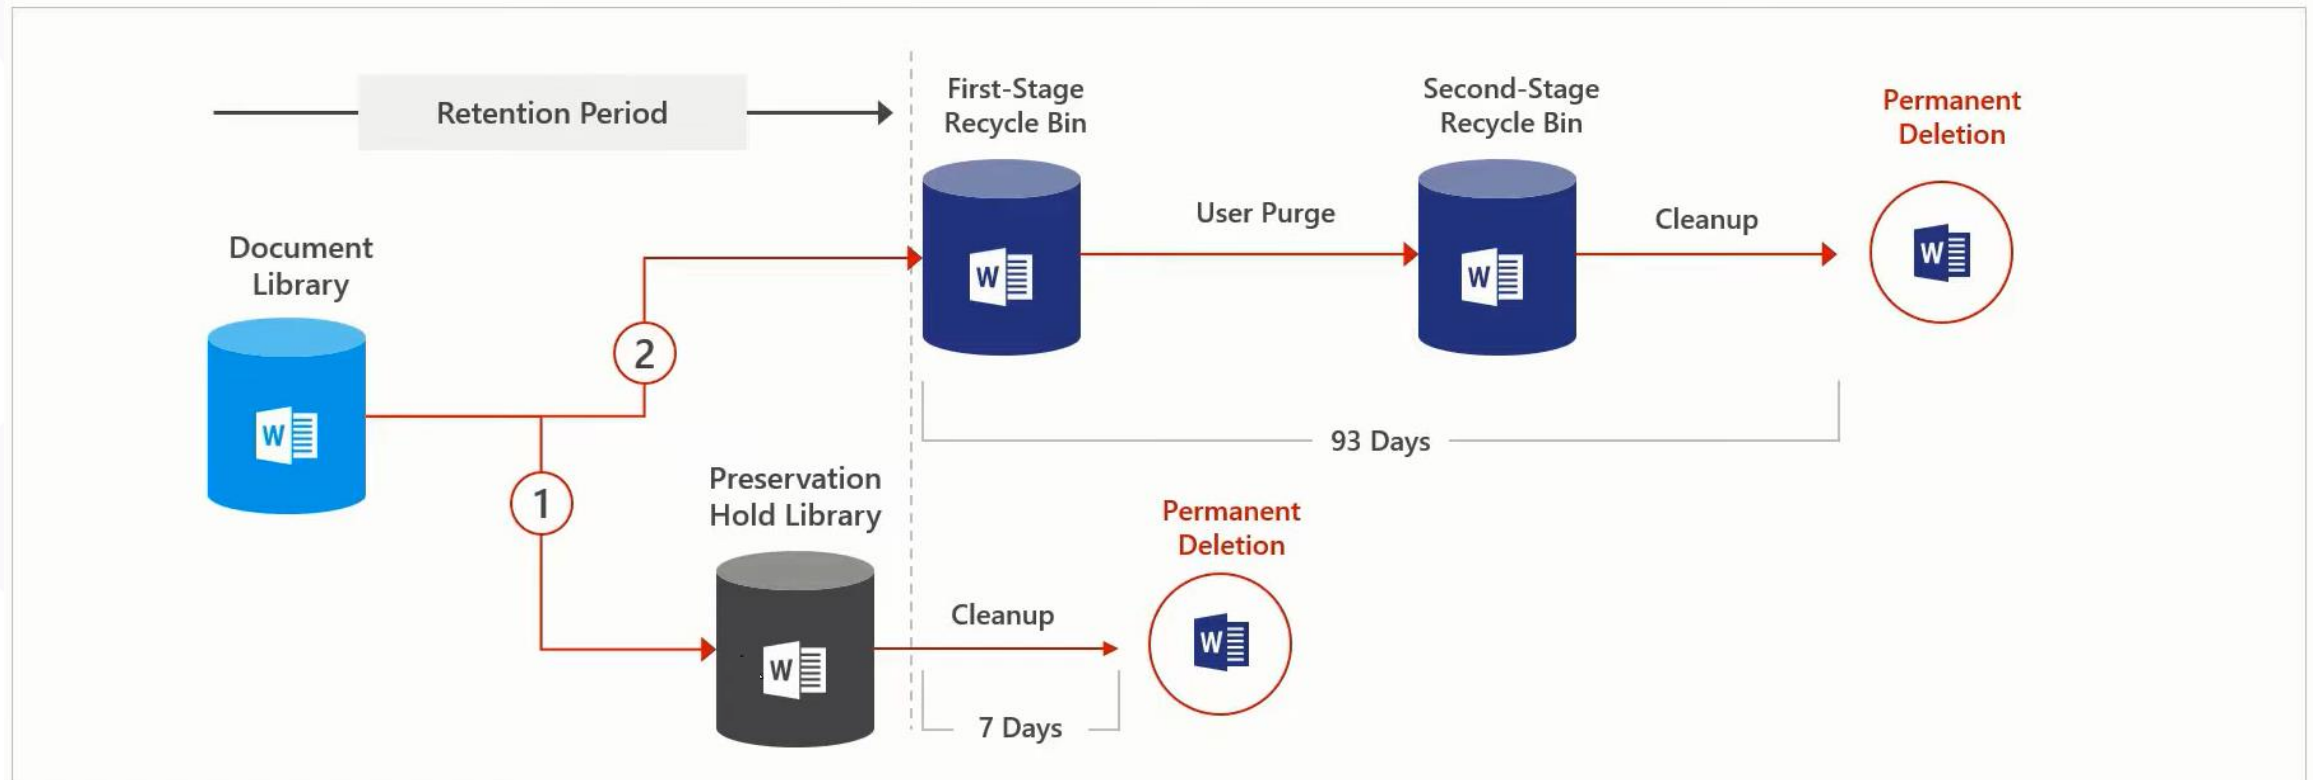 Retention Period
First-Stage
Recycle Bin
Second-Stage
Recycle Bin
Permanent
Deletion
User Purge
Cleanup
Document
Library
W
W
W
W
2
93 Days
1
Preservation
Hold Library
Permanent
Deletion
Cleanup
W
W
7 Days